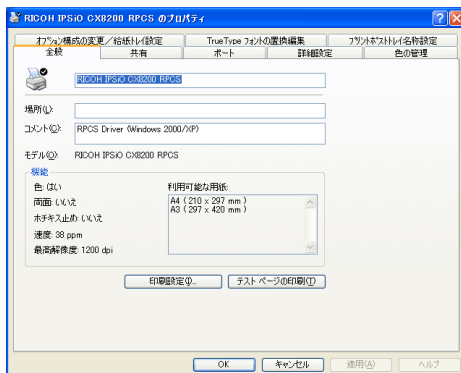 RICOH IPSiO CX8200 RPCS のプロパティ
オプション構成の変更／給紙トレイ設定
TrueType フォントの置換編集
プリントポストトレイ名称設定
全般
共有
ポート
詳細設定
色の管理
RICOH IPSiO CX8200 RPCS
場所(L):
コメント(C):
RPCS Driver (Windows 2000/XP)
モデル(O):
RICOH IPSiO CX8200 RPCS
機能
色: はい
両面: いいえ
ホチキス止め: いいえ
速度: 38 ppm
最高解像度: 1200 dpi
利用可能な用紙:
A4 ( 210 x 297 mm )
A3 ( 297 x 420 mm )
印刷設定(I)...
テスト ページの印刷(T)
OK
キャンセル
適用(A)
ヘルプ